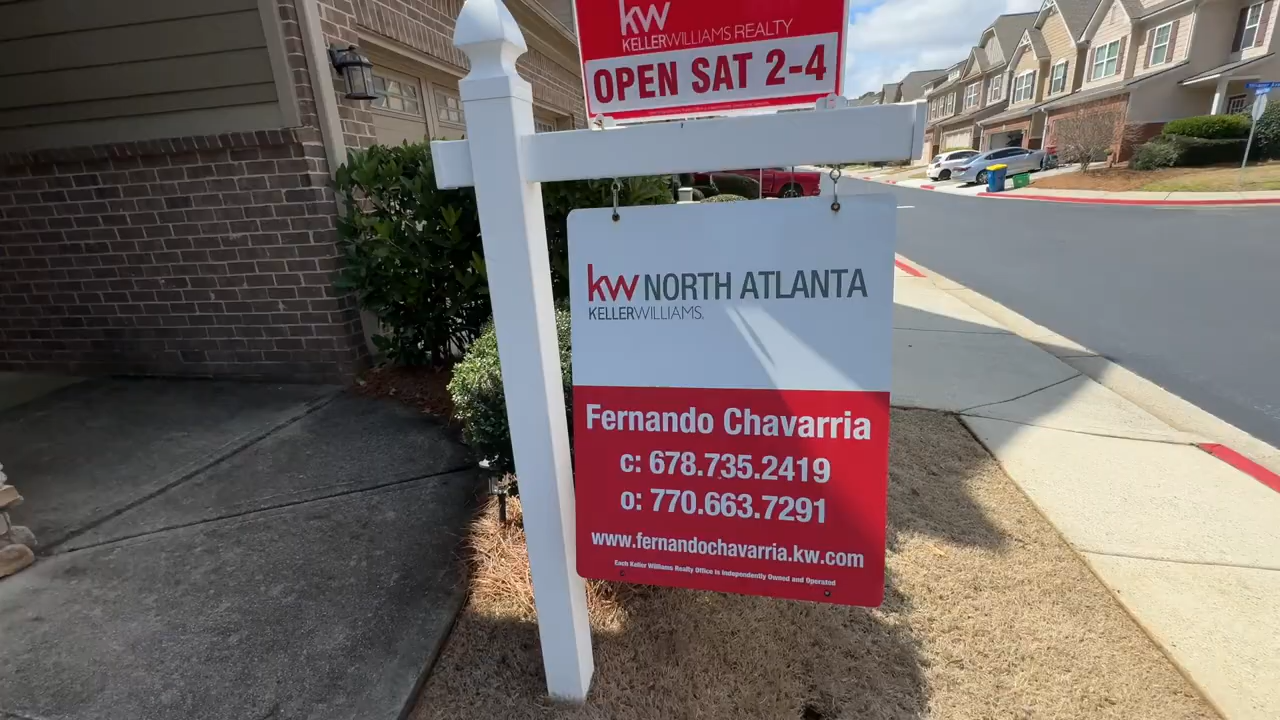 kw
KELLERWILLIAMS REALTY
OPEN SAT 2-4
kw NORTH ATLANTA
KELLERWILLIAMS.
Fernando Chavarria
c: 678.735.2419
o: 770.663.7291
www.fernandochavarria.kw.com
Each Keller Williams Realty Office is Independently Owned and Operated